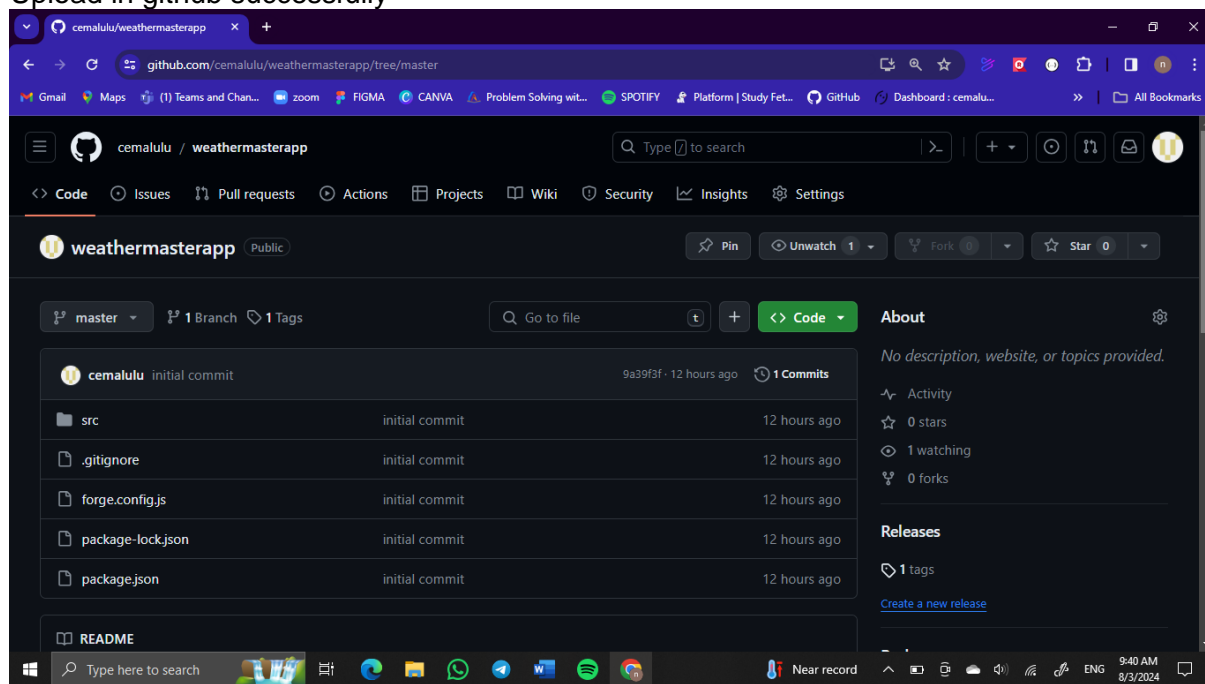 Upload in github successfully
cemalulu/weathermasterapp
github.com/cemalulu/weathermasterapp/tree/master
Gmail Maps (1) Teams and Chan... zoom FIGMA CANVA Problem Solving wit... SPOTIFY Platform | Study Fet... GitHub Dashboard : cemalu... » All Bookmarks
cemalulu / weathermasterapp Type / to search
Code Issues Pull requests Actions Projects Wiki Security Insights Settings
weathermasterapp Public Pin Unwatch 1 Fork 0 Star 0
master 1 Branch 1 Tags Go to file t + Code About
No description, website, or topics provided.
cemalulu initial commit 9a39f3f · 12 hours ago 1 Commits
Activity
src initial commit 12 hours ago 0 stars
1 watching
.gitignore initial commit 12 hours ago
0 forks
forge.config.js initial commit 12 hours ago
Releases
package-lock.json initial commit 12 hours ago
1 tags
package.json initial commit 12 hours ago
Create a new release
README
Type here to search Near record ENG 9:40 AM
8/3/2024